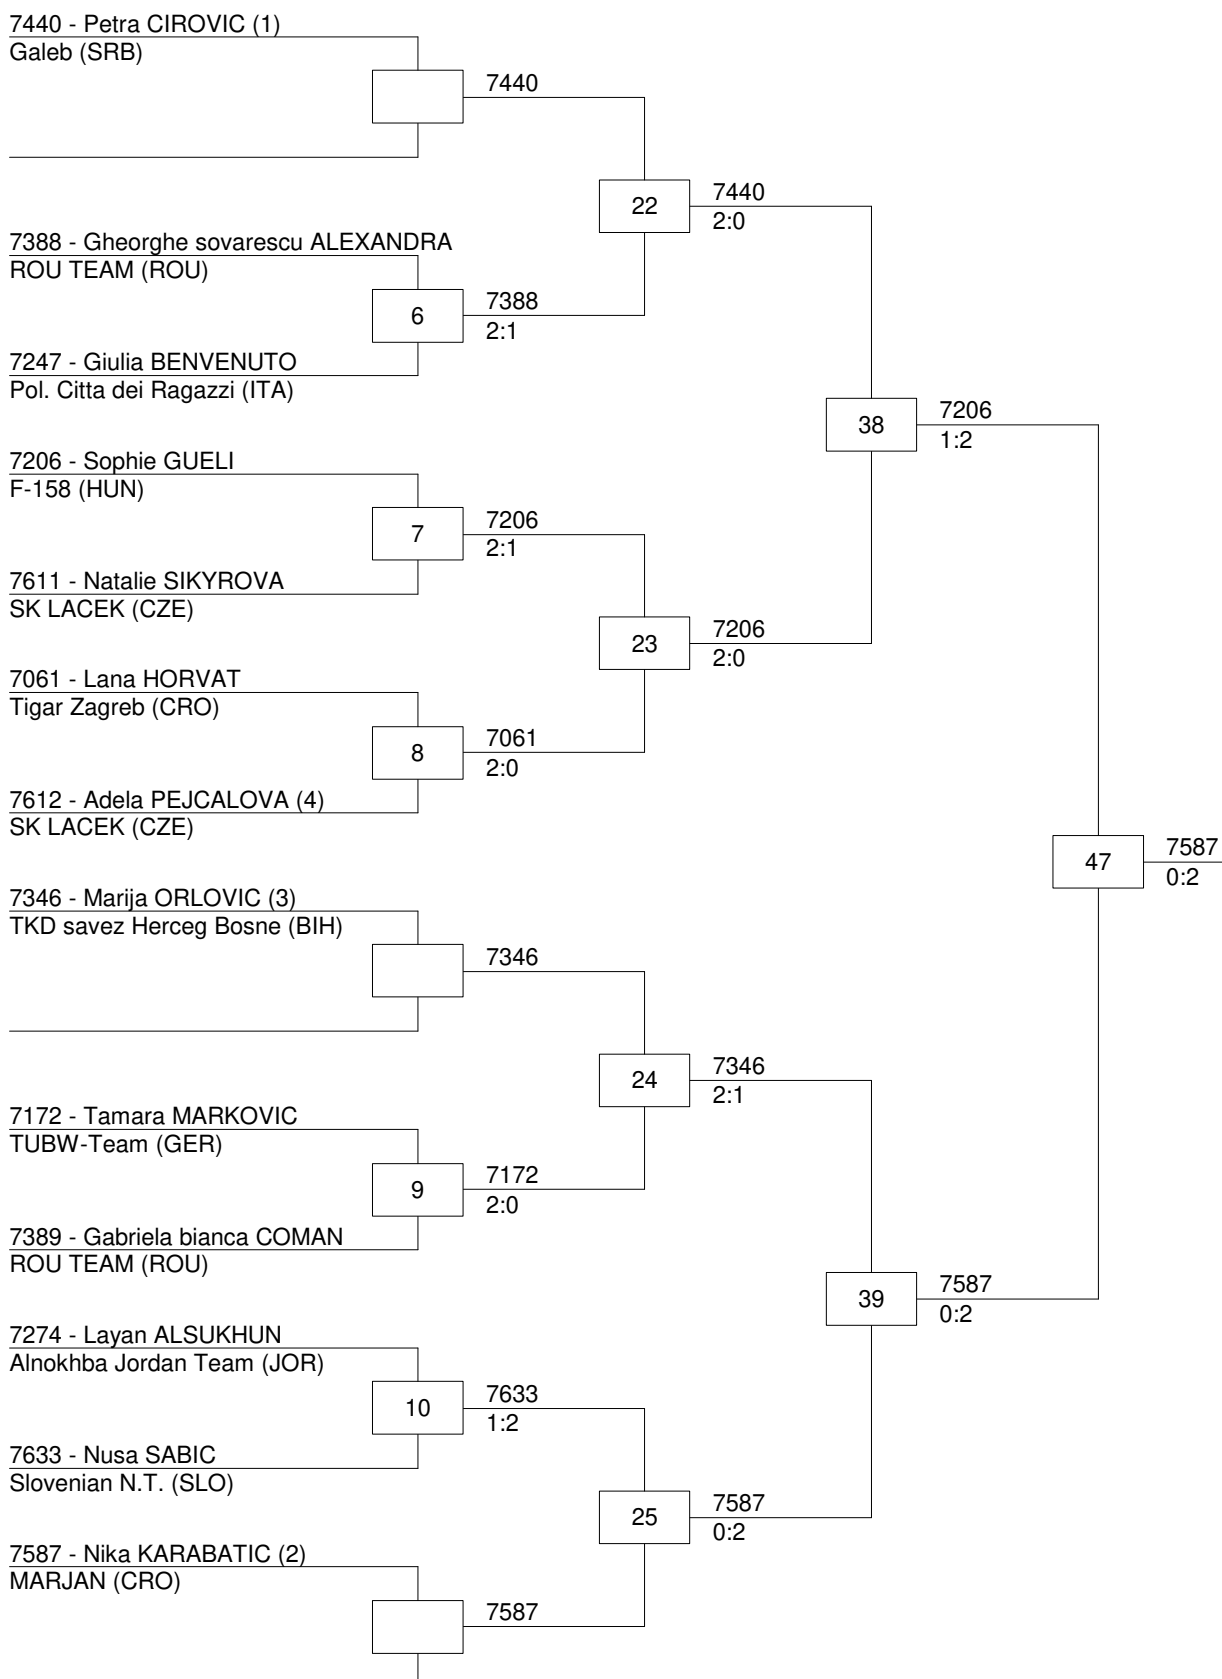 7440 - Petra CIROVIC (1)
Galeb (SRB)
7440
22
7440
2:0
7388 - Gheorghe sovarescu ALEXANDRA
ROU TEAM (ROU)
6
7388
2:1
7247 - Giulia BENVENUTO
Pol. Citta dei Ragazzi (ITA)
38
7206
1:2
7206 - Sophie GUELI
F-158 (HUN)
7
7206
2:1
7611 - Natalie SIKYROVA
SK LACEK (CZE)
23
7206
2:0
7061 - Lana HORVAT
Tigar Zagreb (CRO)
8
7061
2:0
7612 - Adela PEJCALOVA (4)
SK LACEK (CZE)
47
7587
0:2
7346 - Marija ORLOVIC (3)
TKD savez Herceg Bosne (BIH)
7346
24
7346
2:1
7172 - Tamara MARKOVIC
TUBW-Team (GER)
9
7172
2:0
7389 - Gabriela bianca COMAN
ROU TEAM (ROU)
39
7587
0:2
7274 - Layan ALSUKHUN
Alnokhba Jordan Team (JOR)
10
7633
1:2
7633 - Nusa SABIC
Slovenian N.T. (SLO)
25
7587
0:2
7587 - Nika KARABATIC (2)
MARJAN (CRO)
7587